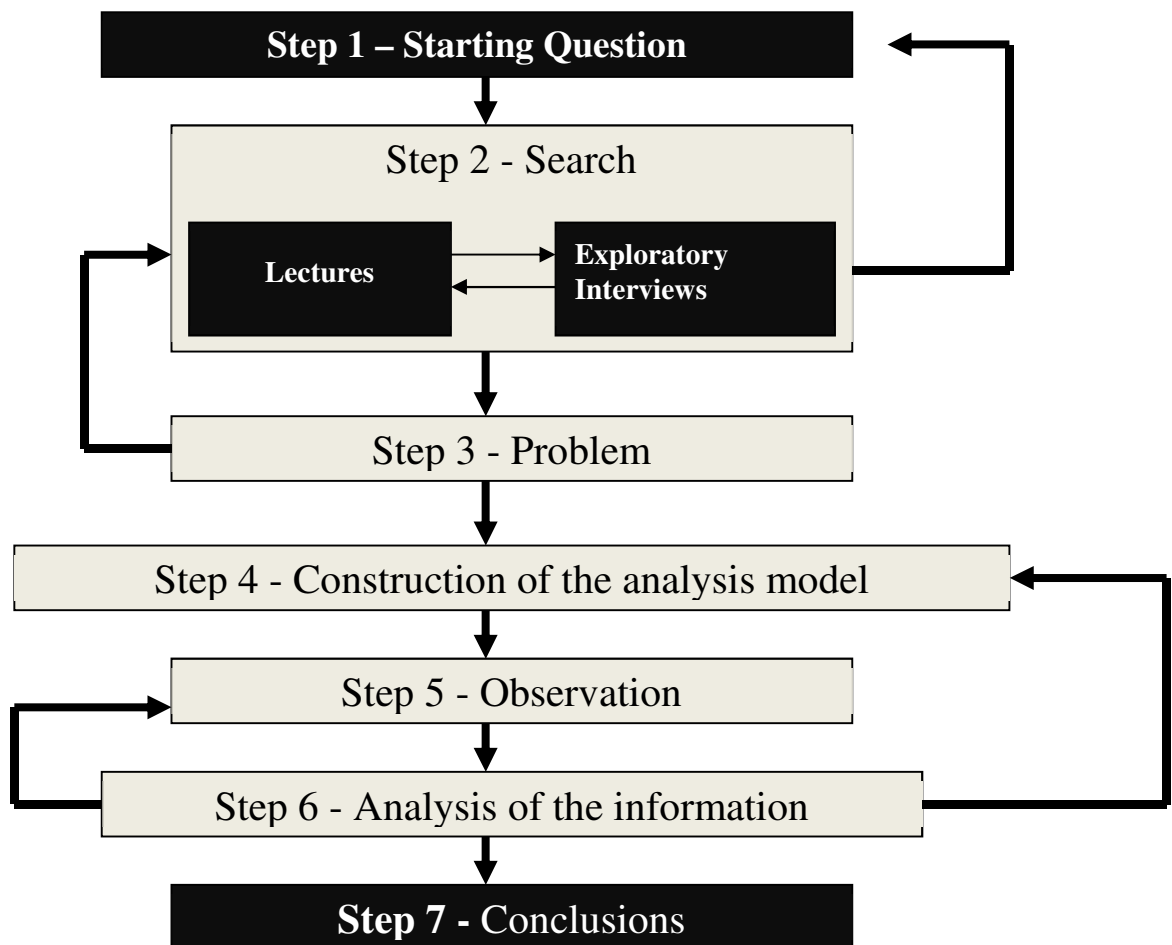 Step 1 – Starting Question
Step 2 - Search
Lectures
Exploratory
Interviews
Step 3 - Problem
Step 4 - Construction of the analysis model
Step 5 - Observation
Step 6 - Analysis of the information
Step 7 - Conclusions